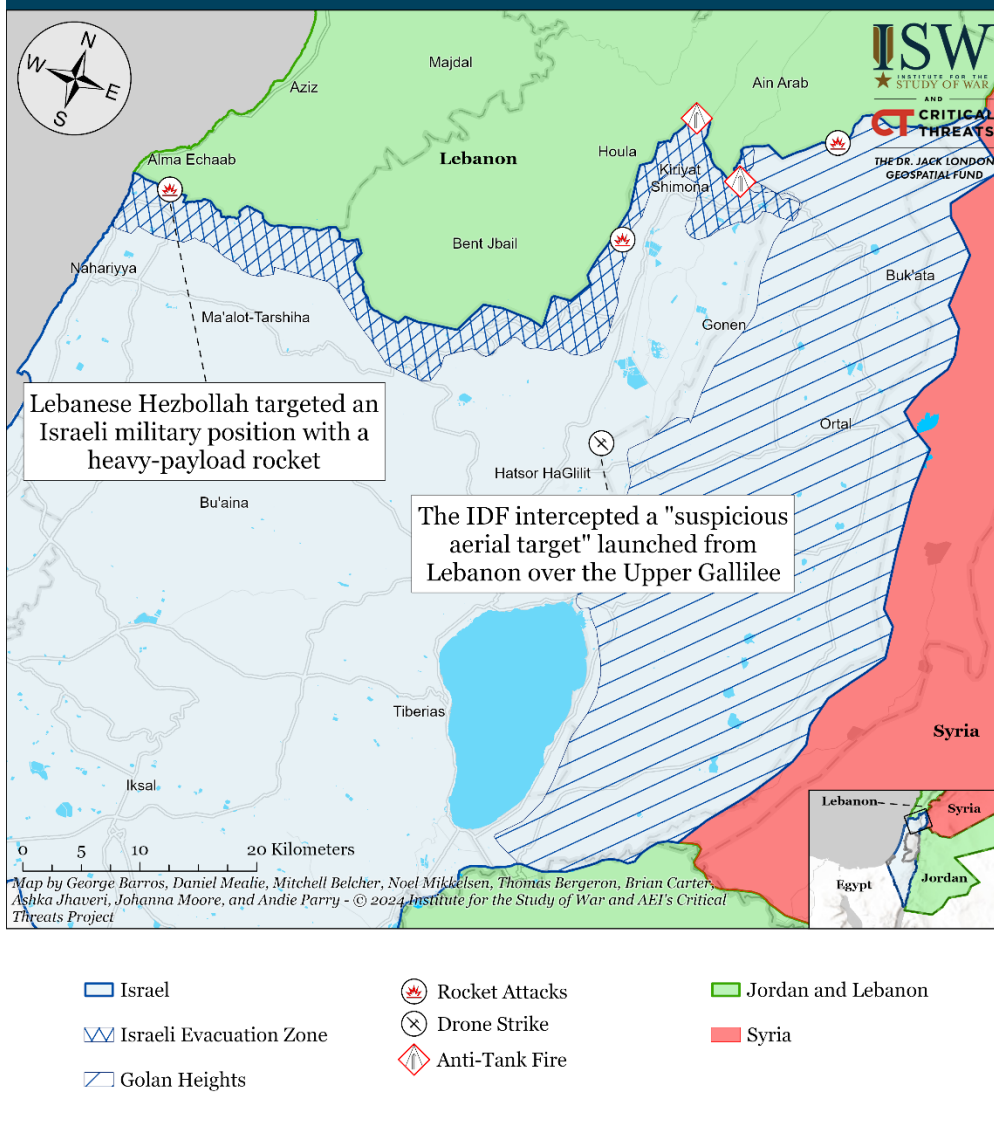 N
W
E
S
ISW
INSTITUTE FOR THE
STUDY OF WAR
AND
CT CRITICAL
THREATS
THE DR. JACK LONDON
GEOSPATIAL FUND
Majdal
Aziz
Ain Arab
Alma Echaab
Lebanon
Houla
Kiriyat
Shimona
Bent Jbail
Nahariyya
Buk'ata
Ma'alot-Tarshiha
Gonen
Lebanese Hezbollah targeted an
Israeli military position with a
heavy-payload rocket
Ortal
Hatsor HaGlilit
Bu'aina
The IDF intercepted a "suspicious
aerial target" launched from
Lebanon over the Upper Gallilee
Tiberias
Syria
Iksal
0 5 10 20 Kilometers
Map by George Barros, Daniel Mealie, Mitchell Belcher, Noel Mikkelsen, Thomas Bergeron, Brian Carter,
Ashka Jhaveri, Johanna Moore, and Andie Parry - © 2024 Institute for the Study of War and AEI's Critical
Threats Project
Lebanon
Syria
Egypt
Jordan
Israel
Israeli Evacuation Zone
Golan Heights
Rocket Attacks
Drone Strike
Anti-Tank Fire
Jordan and Lebanon
Syria